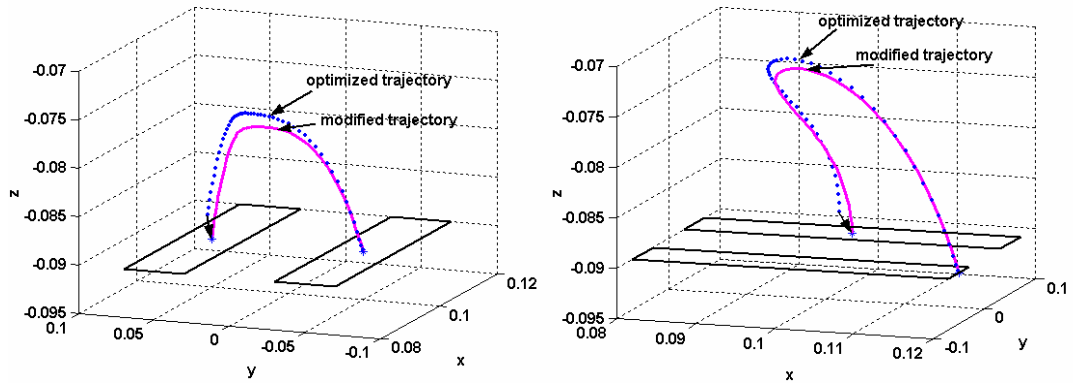 optimized trajectory
modified trajectory
-0.07
-0.075
-0.08
-0.085
-0.09
-0.095
z
0.1
0.05
0
-0.05
-0.1
y
0.08
0.1
0.12
x
optimized trajectory
modified trajectory
-0.07
-0.075
-0.08
-0.085
-0.09
-0.095
z
0.08
0.09
0.1
0.11
0.12
x
-0.1
0
0.1
y